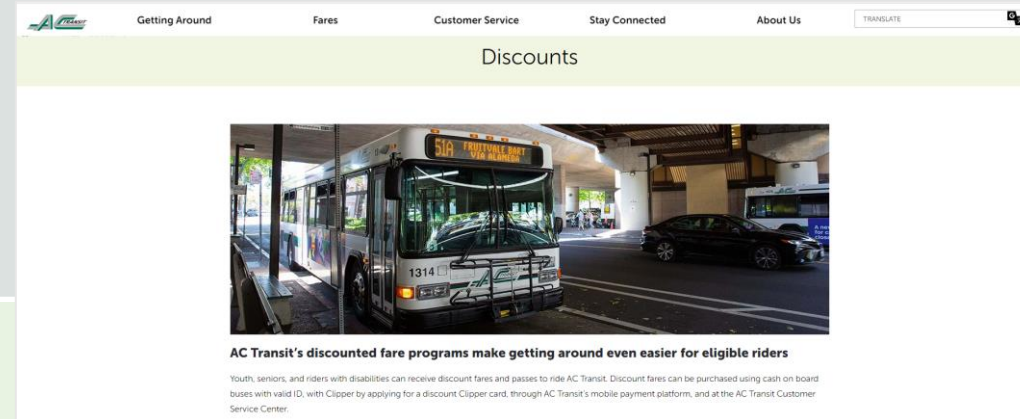 AC TRANSIT
Getting Around
Fares
Customer Service
Stay Connected
About Us
TRANSLATE
G
Discounts
51A FRUITVALE BART
VIA ALAMEDA
1314
AC
AC Transit's discounted fare programs make getting around even easier for eligible riders
Youth, seniors, and riders with disabilities can receive discount fares and passes to ride AC Transit. Discount fares can be purchased using cash on board
buses with valid ID, with Clipper by applying for a discount Clipper card, through AC Transit's mobile payment platform, and at the AC Transit Customer
Service Center.